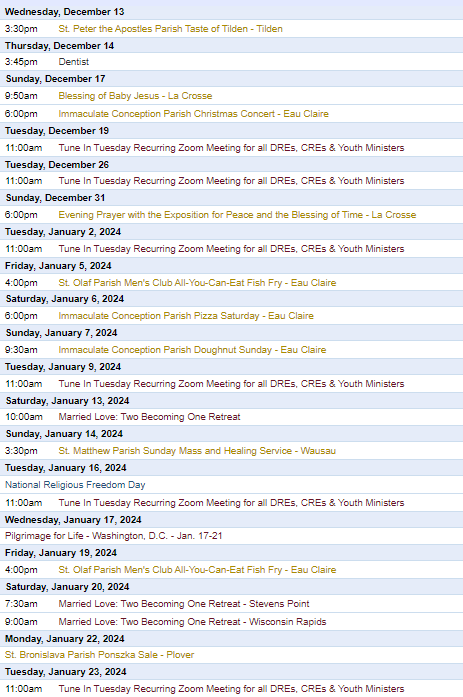 Wednesday, December 13
3:30pm St. Peter the Apostles Parish Taste of Tilden - Tilden
Thursday, December 14
3:45pm Dentist
Sunday, December 17
9:50am Blessing of Baby Jesus - La Crosse
6:00pm Immaculate Conception Parish Christmas Concert - Eau Claire
Tuesday, December 19
11:00am Tune In Tuesday Recurring Zoom Meeting for all DREs, CREs & Youth Ministers
Tuesday, December 26
11:00am Tune In Tuesday Recurring Zoom Meeting for all DREs, CREs & Youth Ministers
Sunday, December 31
6:00pm Evening Prayer with the Exposition for Peace and the Blessing of Time - La Crosse
Tuesday, January 2, 2024
11:00am Tune In Tuesday Recurring Zoom Meeting for all DREs, CREs & Youth Ministers
Friday, January 5, 2024
4:00pm St. Olaf Parish Men's Club All-You-Can-Eat Fish Fry - Eau Claire
Saturday, January 6, 2024
6:00pm Immaculate Conception Parish Pizza Saturday - Eau Claire
Sunday, January 7, 2024
9:30am Immaculate Conception Parish Doughnut Sunday - Eau Claire
Tuesday, January 9, 2024
11:00am Tune In Tuesday Recurring Zoom Meeting for all DREs, CREs & Youth Ministers
Saturday, January 13, 2024
10:00am Married Love: Two Becoming One Retreat
Sunday, January 14, 2024
3:30pm St. Matthew Parish Sunday Mass and Healing Service - Wausau
Tuesday, January 16, 2024
National Religious Freedom Day
11:00am Tune In Tuesday Recurring Zoom Meeting for all DREs, CREs & Youth Ministers
Wednesday, January 17, 2024
Pilgrimage for Life - Washington, D.C. - Jan. 17-21
Friday, January 19, 2024
4:00pm St. Olaf Parish Men's Club All-You-Can-Eat Fish Fry - Eau Claire
Saturday, January 20, 2024
7:30am Married Love: Two Becoming One Retreat - Stevens Point
9:00am Married Love: Two Becoming One Retreat - Wisconsin Rapids
Monday, January 22, 2024
St. Bronislava Parish Ponszka Sale - Plover
Tuesday, January 23, 2024
11:00am Tune In Tuesday Recurring Zoom Meeting for all DREs, CREs & Youth Ministers